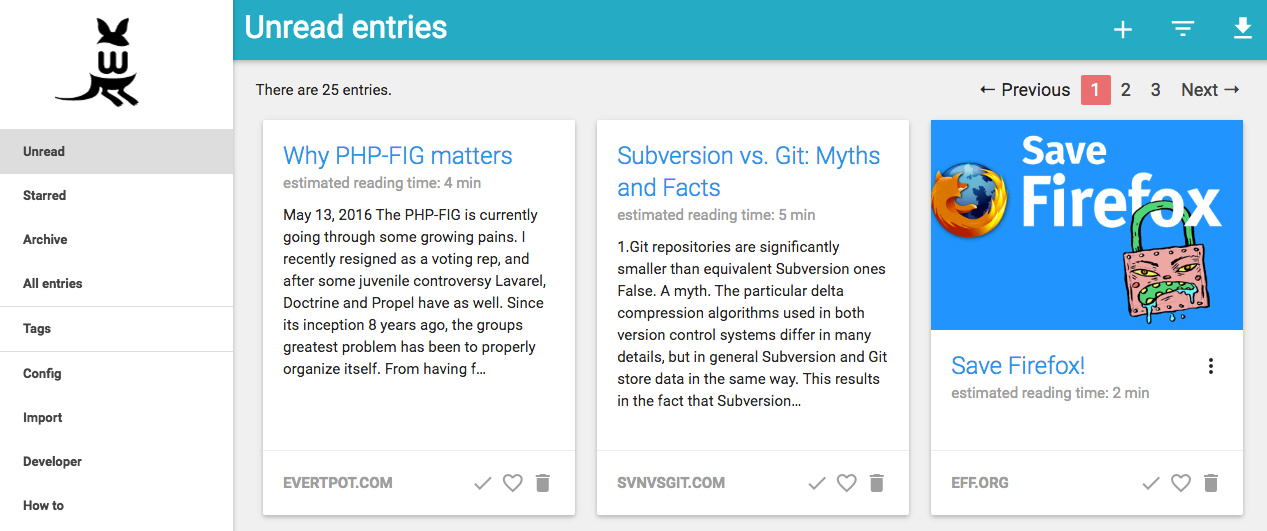 w
Unread
Starred
Archive
All entries
Tags
Config
Import
Developer
How to
Unread entries
There are 25 entries.
← Previous 1 2 3 Next →
Why PHP-FIG matters
estimated reading time: 4 min
May 13, 2016 The PHP-FIG is currently
going through some growing pains. I
recently resigned as a voting rep, and
after some juvenile controversy Lavarel,
Doctrine and Propel have as well. Since
its inception 8 years ago, the groups
greatest problem has been to properly
organize itself. From having f…
EVERTPOT.COM
Subversion vs. Git: Myths
and Facts
estimated reading time: 5 min
1.Git repositories are significantly
smaller than equivalent Subversion ones
False. A myth. The particular delta
compression algorithms used in both
version control systems differ in many
details, but in general Subversion and Git
store data in the same way. This results
in the fact that Subversion…
SVNVSGIT.COM
Save
Firefox
Save Firefox!
estimated reading time: 2 min
EFF.ORG